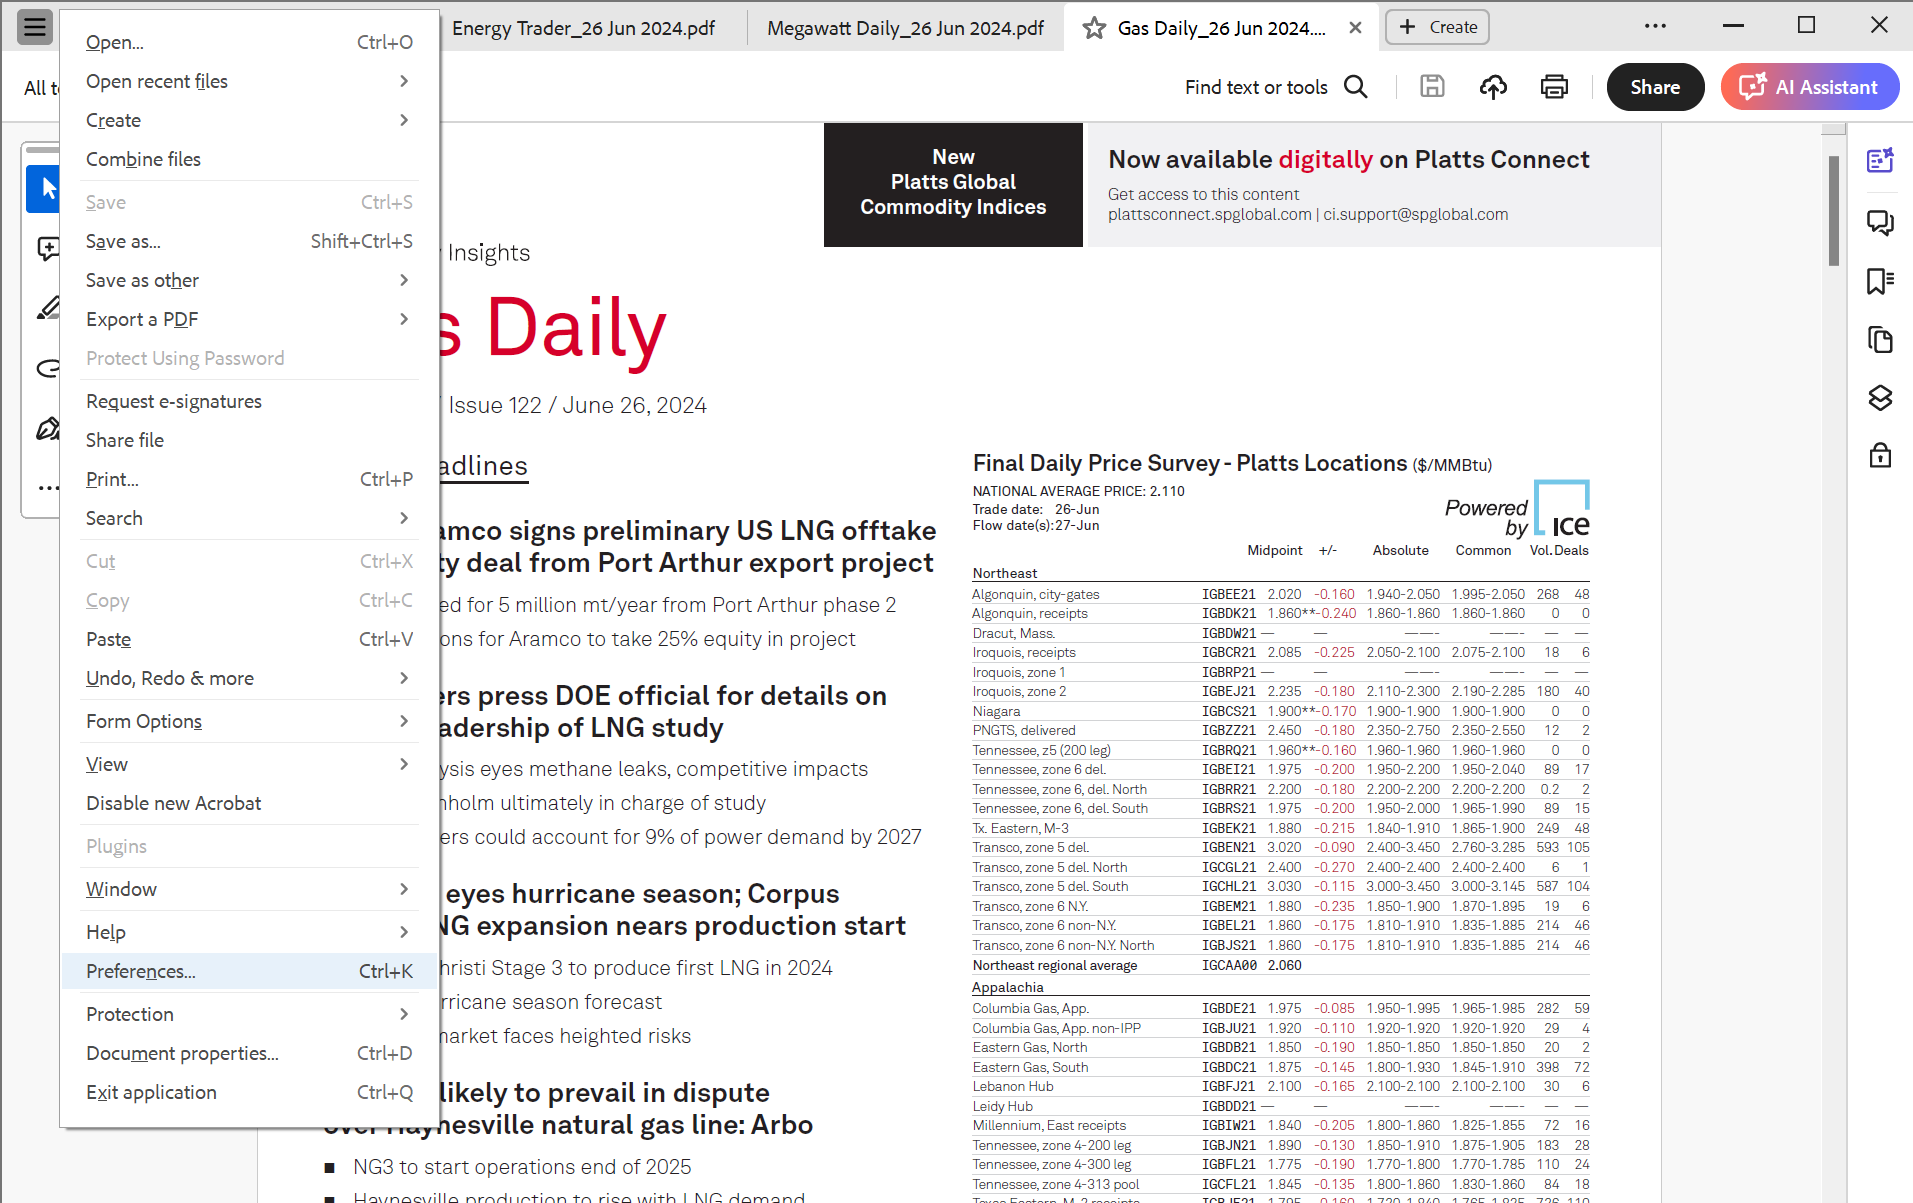 Energy Trader_26 Jun 2024.pdf
Megawatt Daily_26 Jun 2024.pdf
Gas Daily_26 Jun 2024....
Create
All
Find text or tools
Share
AI Assistant
Open... Ctrl+O
Open recent files
Create
Combine files
Save Ctrl+S
Save as... Shift+Ctrl+S
Save as other
Export a PDF
Protect Using Password
Request e-signatures
Share file
Print... Ctrl+P
Search
Cut Ctrl+X
Copy Ctrl+C
Paste Ctrl+V
Undo, Redo & more
Form Options
View
Disable new Acrobat
Plugins
Window
Help
Preferences... Ctrl+K
Protection
Document properties... Ctrl+D
Exit application Ctrl+Q
New
Platts Global
Commodity Indices
Now available digitally on Platts Connect
Get access to this content
plattsconnect.spglobal.com | ci.support@spglobal.com
Insights
s Daily
/ Issue 122 / June 26, 2024
adlines
amco signs preliminary US LNG offtake
ty deal from Port Arthur export project
ed for 5 million mt/year from Port Arthur phase 2
ons for Aramco to take 25% equity in project
ers press DOE official for details on
adership of LNG study
ysis eyes methane leaks, competitive impacts
nholm ultimately in charge of study
ers could account for 9% of power demand by 2027
eyes hurricane season; Corpus
NG expansion nears production start
hristi Stage 3 to produce first LNG in 2024
rricane season forecast
market faces heighted risks
likely to prevail in dispute
over Haynesville natural gas line: Arbo
■ NG3 to start operations end of 2025
■ Haynesville production to rise with LNG demand
Final Daily Price Survey - Platts Locations ($/MMBtu)
NATIONAL AVERAGE PRICE: 2.110
Trade date: 26-Jun
Flow date(s): 27-Jun
Powered
by ICE
Midpoint +/- Absolute Common Vol. Deals
Northeast
Algonquin, city-gates IGBEE21 2.020 -0.160 1.940-2.050 1.995-2.050 268 48
Algonquin, receipts IGBDK21 1.860**-0.240 1.860-1.860 1.860-1.860 0 0
Dracut, Mass. IGBDW21 — — ——-— ——-— — —
Iroquois, receipts IGBCR21 2.085 -0.225 2.050-2.100 2.075-2.100 18 6
Iroquois, zone 1 IGBRP21 — — ——-— ——-— — —
Iroquois, zone 2 IGBEJ21 2.235 -0.180 2.110-2.300 2.190-2.285 180 40
Niagara IGBCS21 1.900**-0.170 1.900-1.900 1.900-1.900 0 0
PNGTS, delivered IGBZZ21 2.450 -0.180 2.350-2.750 2.350-2.550 12 2
Tennessee, z5 (200 leg) IGBRQ21 1.960**-0.160 1.960-1.960 1.960-1.960 0 0
Tennessee, zone 6 del. IGBEI21 1.975 -0.200 1.950-2.200 1.950-2.040 89 17
Tennessee, zone 6, del. North IGBRR21 2.200 -0.180 2.200-2.200 2.200-2.200 0.2 2
Tennessee, zone 6, del. South IGBRS21 1.975 -0.200 1.950-2.000 1.965-1.990 89 15
Tx. Eastern, M-3 IGBEK21 1.880 -0.215 1.840-1.910 1.865-1.900 249 48
Transco, zone 5 del. IGBEN21 3.020 -0.090 2.400-3.450 2.760-3.285 593 105
Transco, zone 5 del. North IGCGL21 2.400 -0.270 2.400-2.400 2.400-2.400 6 1
Transco, zone 5 del. South IGCHL21 3.030 -0.115 3.000-3.450 3.000-3.145 587 104
Transco, zone 6 N.Y. IGBEM21 1.880 -0.235 1.850-1.900 1.870-1.895 19 6
Transco, zone 6 non-N.Y. IGBEL21 1.860 -0.175 1.810-1.910 1.835-1.885 214 46
Transco, zone 6 non-N.Y. North IGBJS21 1.860 -0.175 1.810-1.910 1.835-1.885 214 46
Northeast regional average IGCAA00 2.060
Appalachia
Columbia Gas, App. IGBDE21 1.975 -0.085 1.950-1.995 1.965-1.985 282 59
Columbia Gas, App. non-IPP IGBJU21 1.920 -0.110 1.920-1.920 1.920-1.920 29 4
Eastern Gas, North IGBDB21 1.850 -0.190 1.850-1.850 1.850-1.850 20 2
Eastern Gas, South IGBDC21 1.875 -0.145 1.800-1.930 1.845-1.910 398 72
Lebanon Hub IGBFJ21 2.100 -0.165 2.100-2.100 2.100-2.100 30 6
Leidy Hub IGBDD21 — — ——-— ——-— — —
Millennium, East receipts IGBIW21 1.840 -0.205 1.800-1.860 1.825-1.855 72 16
Tennessee, zone 4-200 leg IGBJN21 1.890 -0.130 1.850-1.910 1.875-1.905 183 28
Tennessee, zone 4-300 leg IGBFL21 1.775 -0.190 1.770-1.800 1.770-1.785 110 24
Tennessee, zone 4-313 pool IGCFL21 1.845 -0.135 1.800-1.860 1.830-1.860 84 18